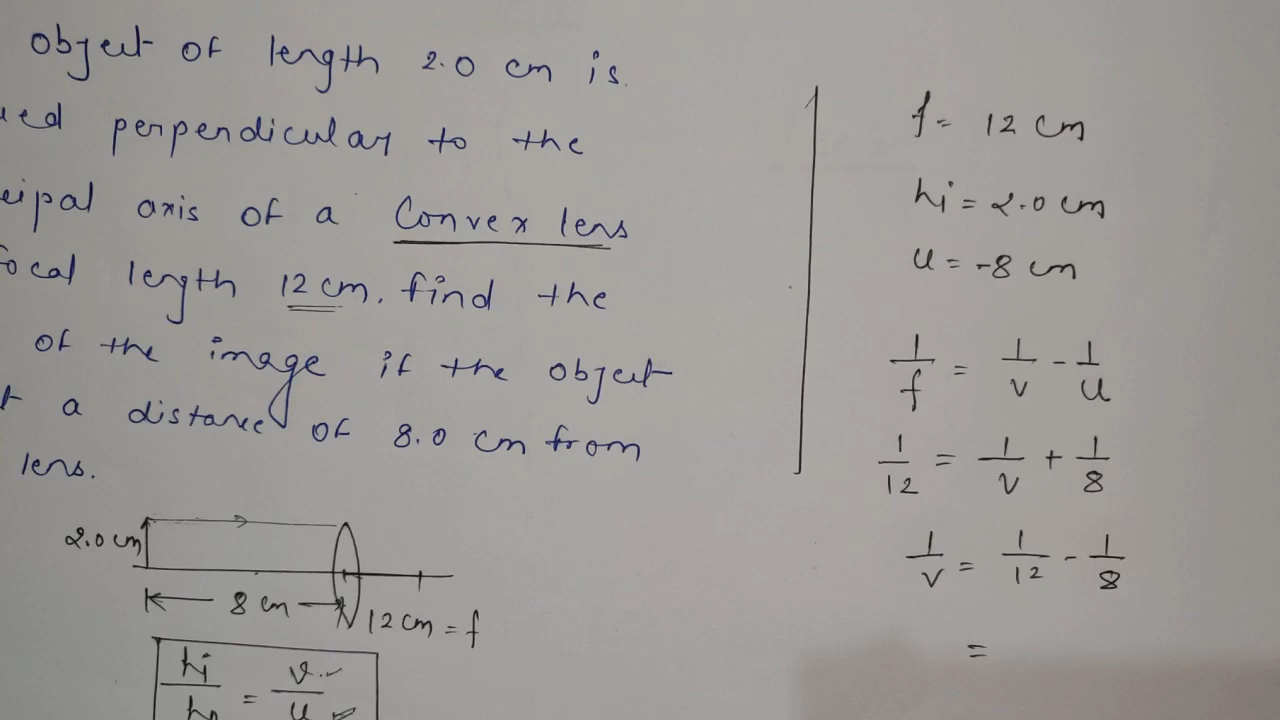 object of length 2.0 cm is.
perpendicular to the
axis of a Convex lens
length 12 cm. find the
of the image if the object
a distance of 8.0 cm from
lens.
2.0 cm
8 cm
12 cm = f
hi/ho = v/u
f = 12 cm
hi = 2.0 cm
u = -8 cm
1/f = 1/v - 1/u
1/12 = 1/v + 1/8
1/v = 1/12 - 1/8
=